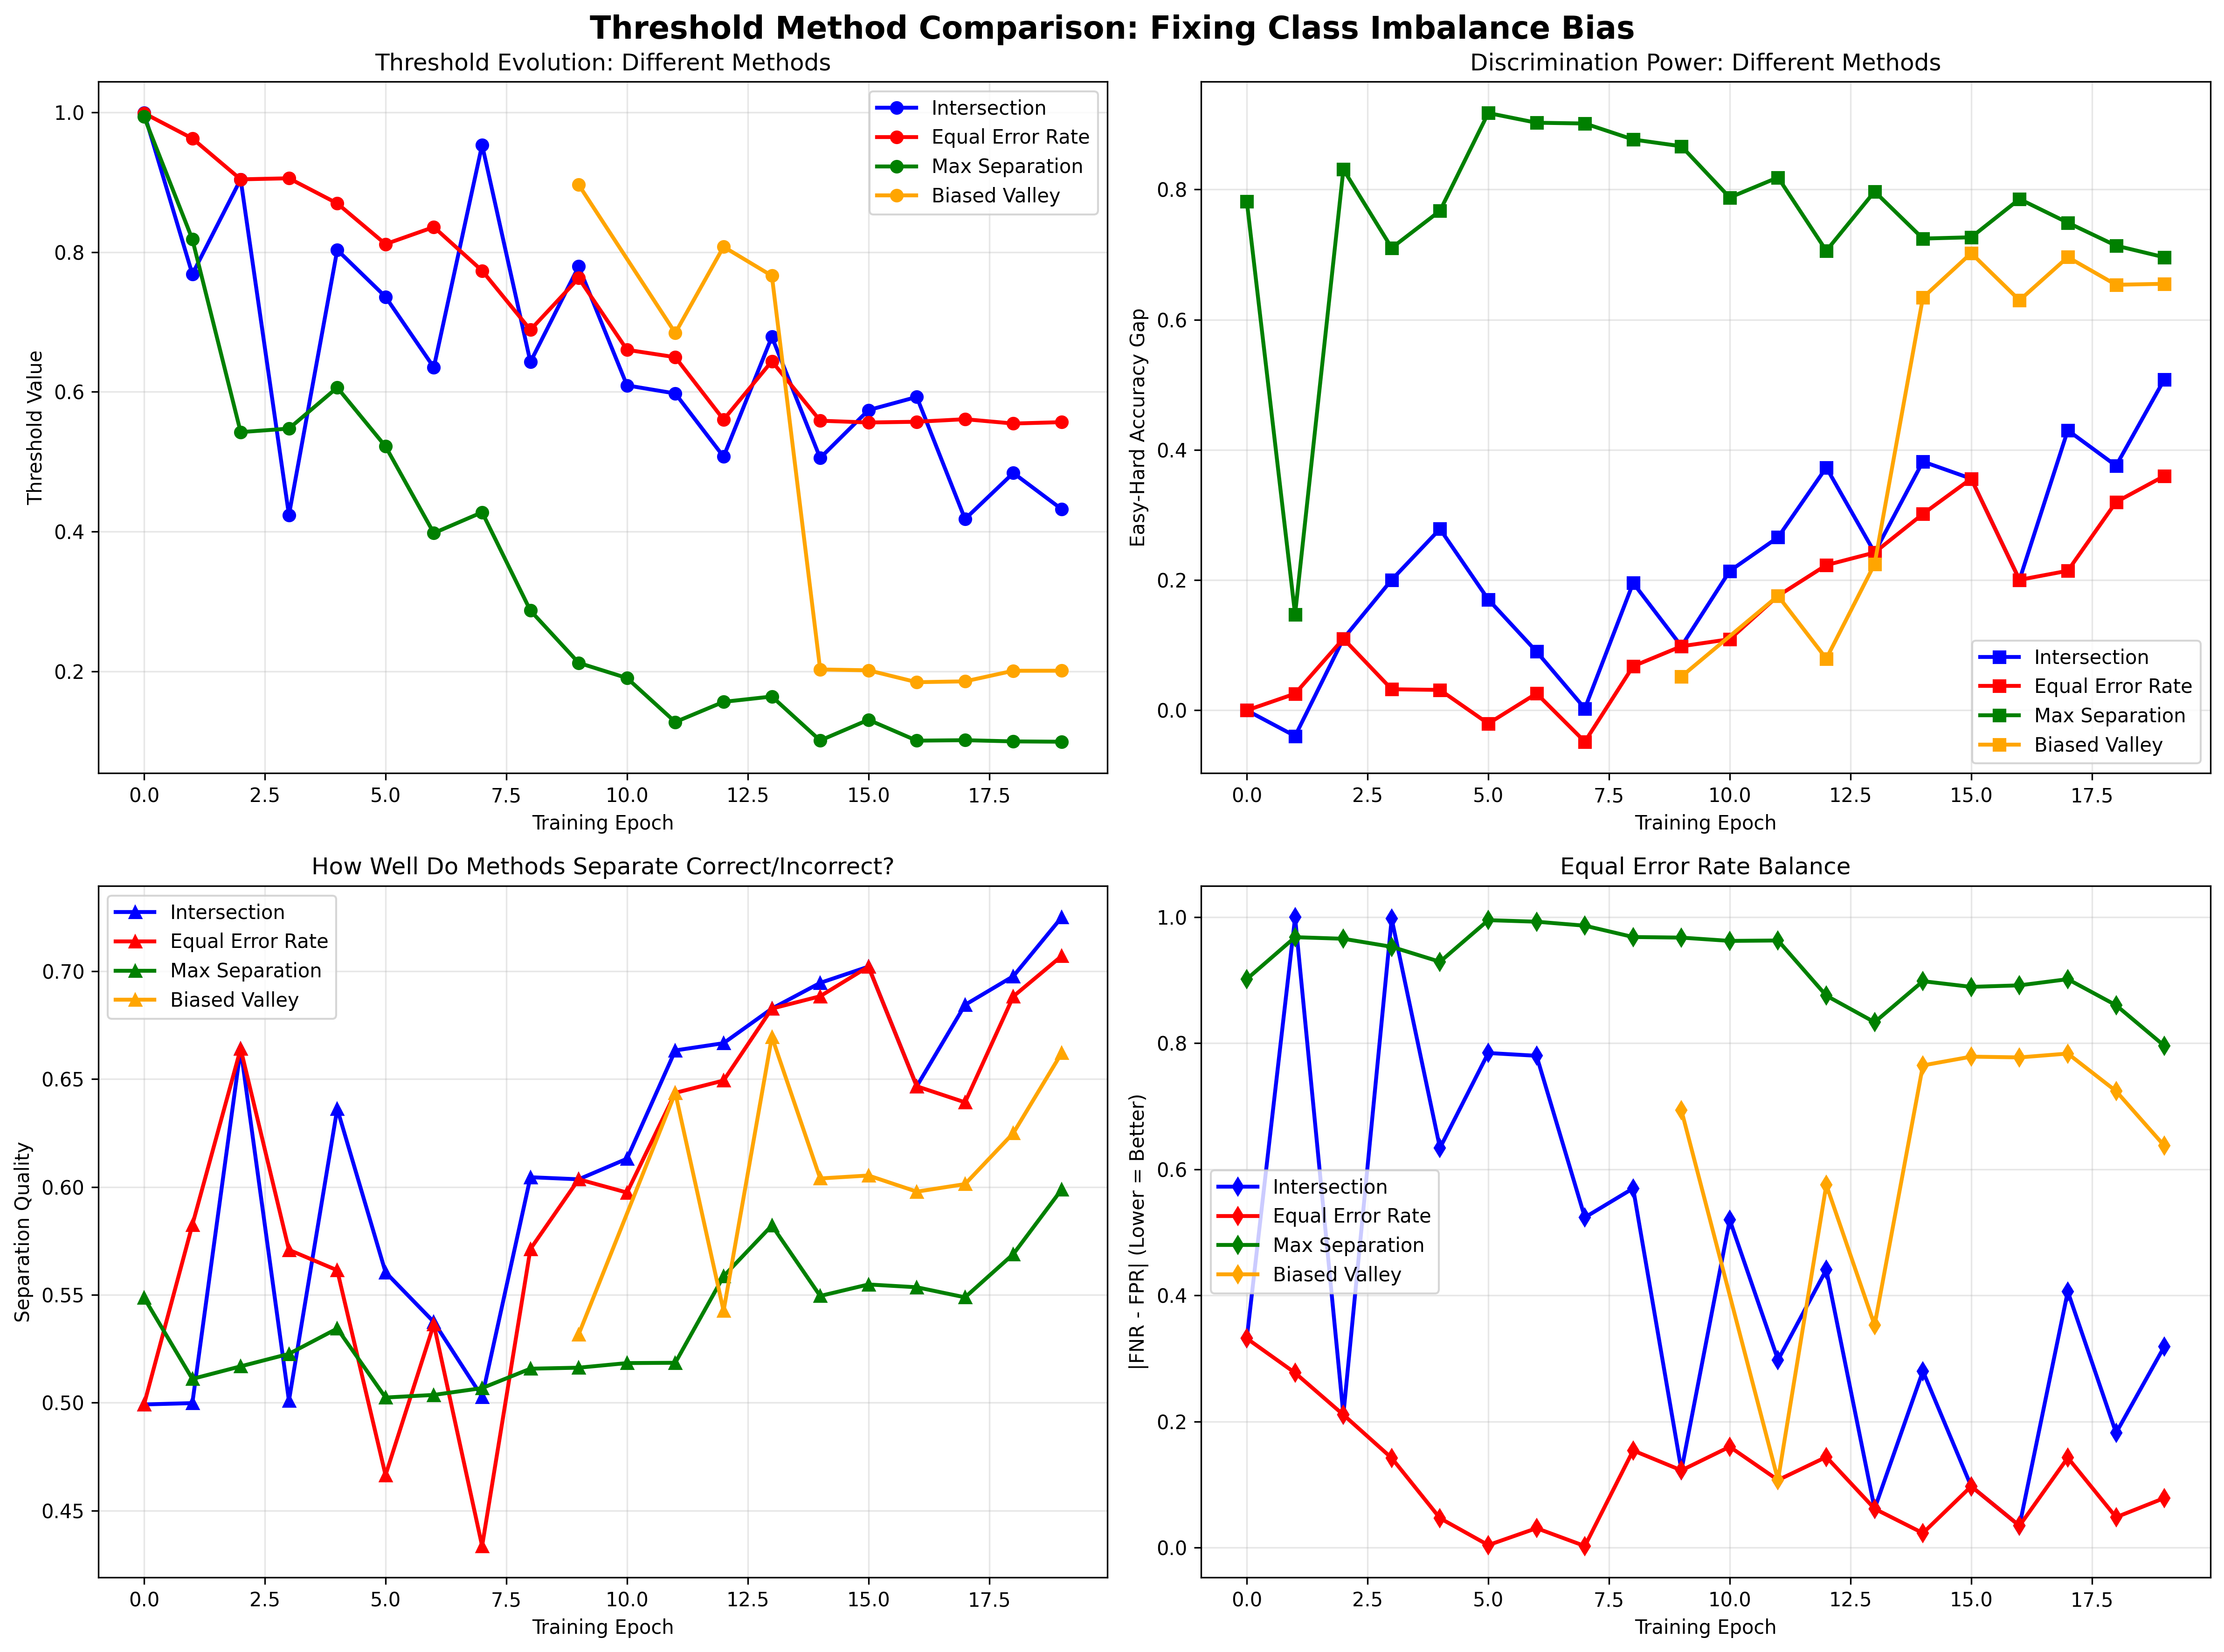 Threshold Method Comparison: Fixing Class Imbalance Bias
Threshold Evolution: Different Methods
1.0
0.8
0.6
0.4
0.2
Threshold Value
Intersection
Equal Error Rate
Max Separation
Biased Valley
0.0 2.5 5.0 7.5 10.0 12.5 15.0 17.5
Training Epoch
Discrimination Power: Different Methods
0.8
0.6
0.4
0.2
0.0
Easy-Hard Accuracy Gap
Intersection
Equal Error Rate
Max Separation
Biased Valley
0.0 2.5 5.0 7.5 10.0 12.5 15.0 17.5
Training Epoch
How Well Do Methods Separate Correct/Incorrect?
Intersection
Equal Error Rate
Max Separation
Biased Valley
0.70
0.65
0.60
0.55
0.50
0.45
Separation Quality
0.0 2.5 5.0 7.5 10.0 12.5 15.0 17.5
Training Epoch
Equal Error Rate Balance
1.0
0.8
0.6
0.4
0.2
0.0
|FNR - FPR| (Lower = Better)
Intersection
Equal Error Rate
Max Separation
Biased Valley
0.0 2.5 5.0 7.5 10.0 12.5 15.0 17.5
Training Epoch